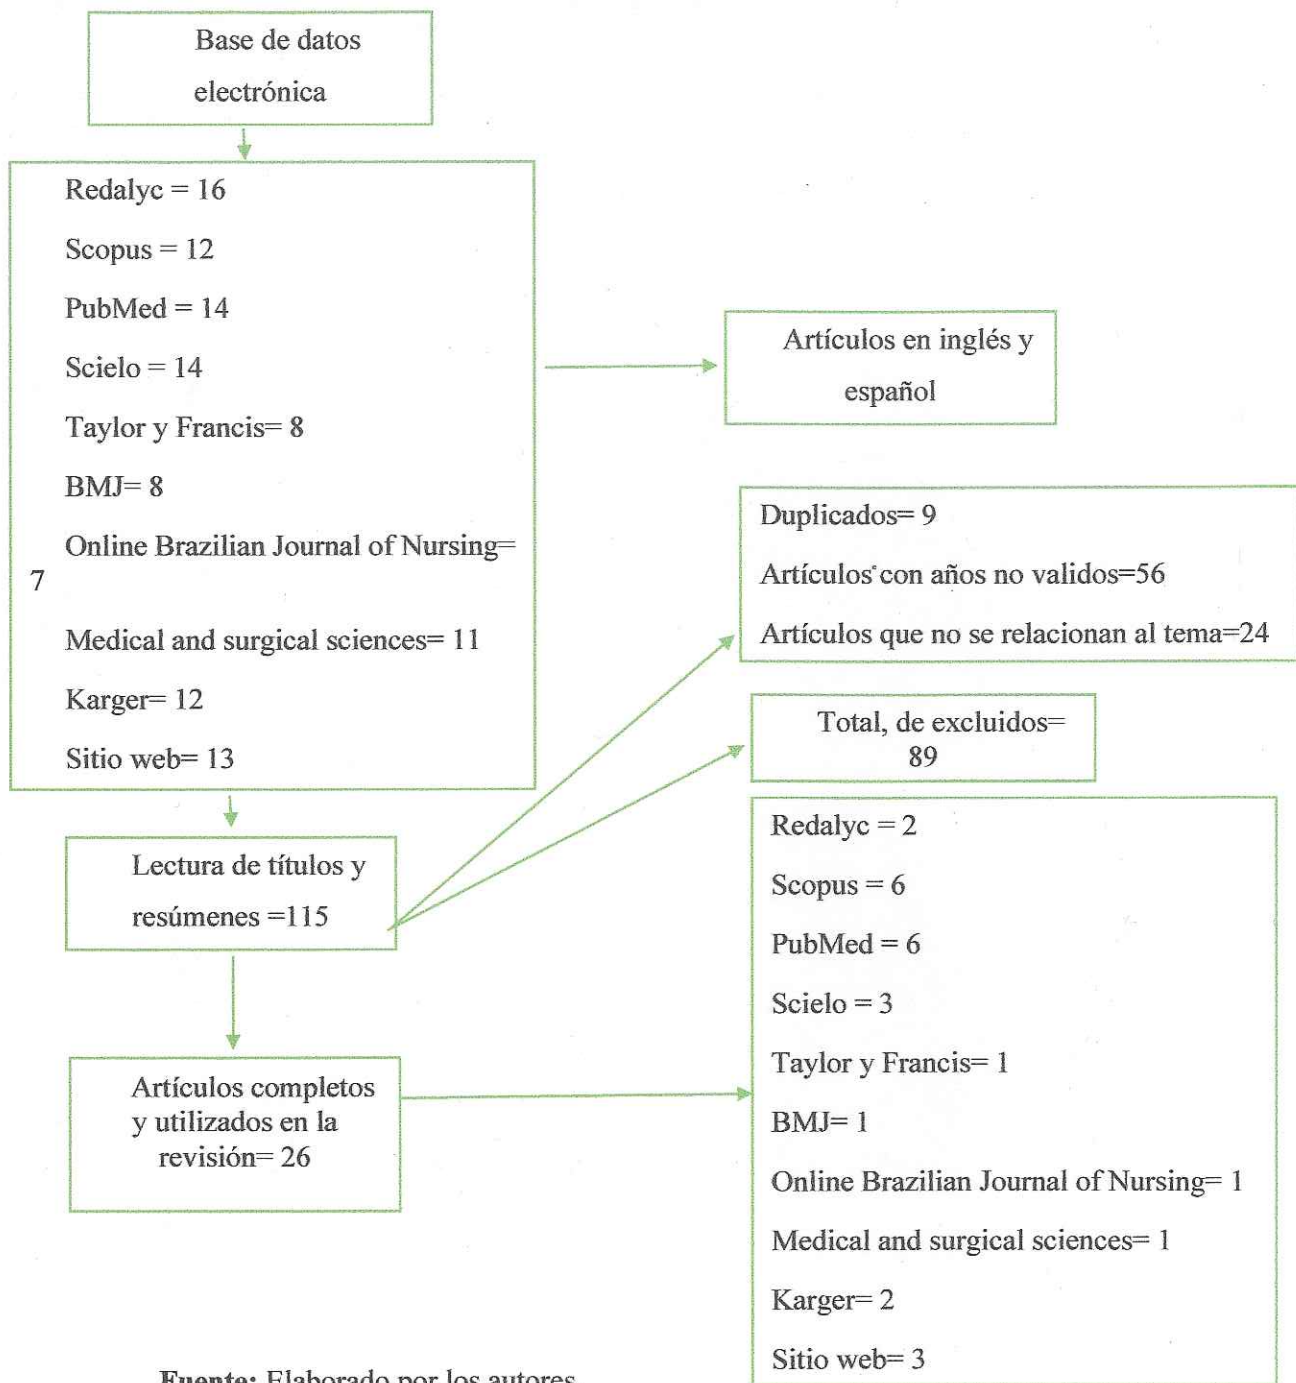 Base de datos
electrónica
Redalyc = 16
Scopus = 12
PubMed = 14
Scielo = 14
Taylor y Francis= 8
BMJ= 8
Online Brazilian Journal of Nursing=
7
Medical and surgical sciences= 11
Karger= 12
Sitio web= 13
Artículos en inglés y
español
Lectura de títulos y
resúmenes =115
Duplicados= 9
Artículos con años no validos=56
Artículos que no se relacionan al tema=24
Total, de excluidos=
89
Artículos completos
y utilizados en la
revisión= 26
Redalyc = 2
Scopus = 6
PubMed = 6
Scielo = 3
Taylor y Francis= 1
BMJ= 1
Online Brazilian Journal of Nursing= 1
Medical and surgical sciences= 1
Karger= 2
Sitio web= 3
Fuente: Elaborado por los autores